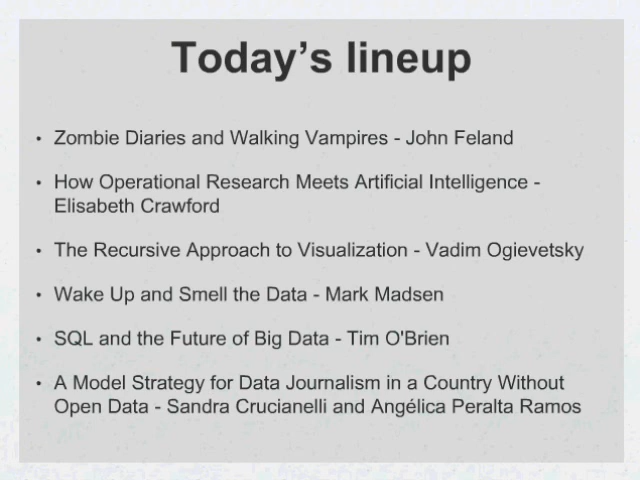 Today’s lineup
• Zombie Diaries and Walking Vampires - John Feland
• How Operational Research Meets Artificial Intelligence -
Elisabeth Crawford
• The Recursive Approach to Visualization - Vadim Ogievetsky
• Wake Up and Smell the Data - Mark Madsen
• SQL and the Future of Big Data - Tim O'Brien
• A Model Strategy for Data Journalism in a Country Without
Open Data - Sandra Crucianelli and Angélica Peralta Ramos